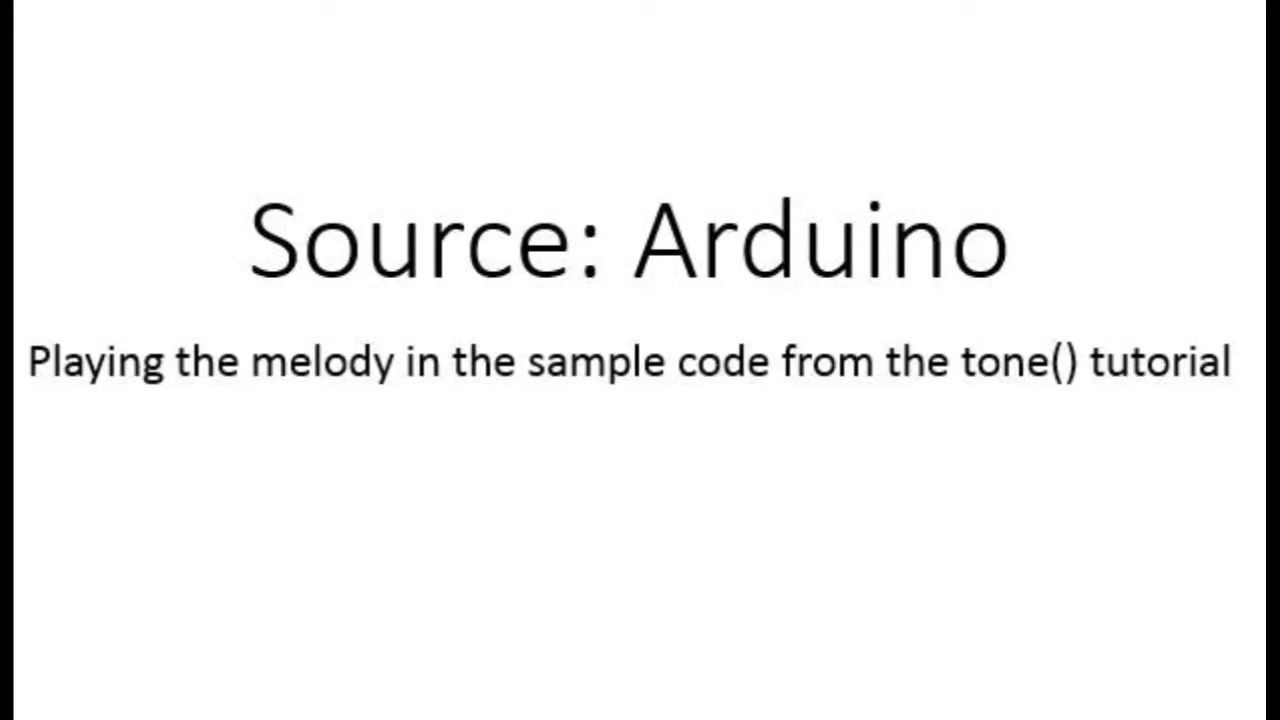 Source: Arduino
Playing the melody in the sample code from the tone() tutorial